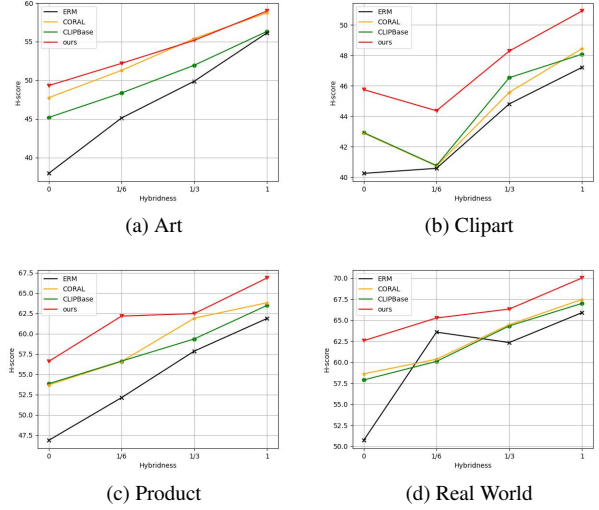 60
55
50
45
40
0
1/6
1/3
1
H-score
Hybridness
ERM
CORAL
CLIPBase
ours
(a) Art
50
48
46
44
42
40
0
1/6
1/3
1
H-score
Hybridness
ERM
CORAL
CLIPBase
ours
(b) Clipart
67.5
65.0
62.5
60.0
57.5
55.0
52.5
50.0
47.5
0
1/6
1/3
1
H-score
Hybridness
ERM
CORAL
CLIPBase
ours
(c) Product
70.0
67.5
65.0
62.5
60.0
57.5
55.0
52.5
50.0
0
1/6
1/3
1
H-score
Hybridness
ERM
CORAL
CLIPBase
ours
(d) Real World